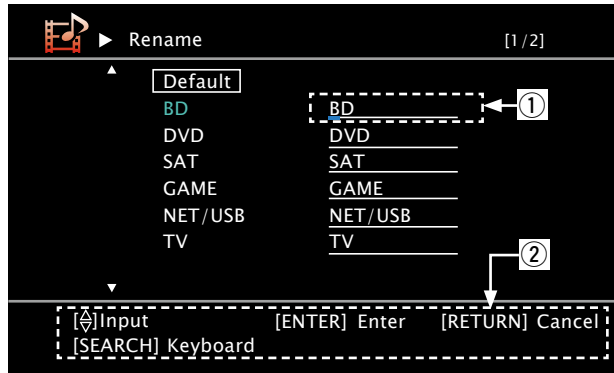 Rename [1/2]
Default
BD BD ①
DVD DVD
SAT SAT
GAME GAME
NET/USB NET/USB
TV TV
②
[△▽]Input [ENTER] Enter [RETURN] Cancel
[SEARCH] Keyboard